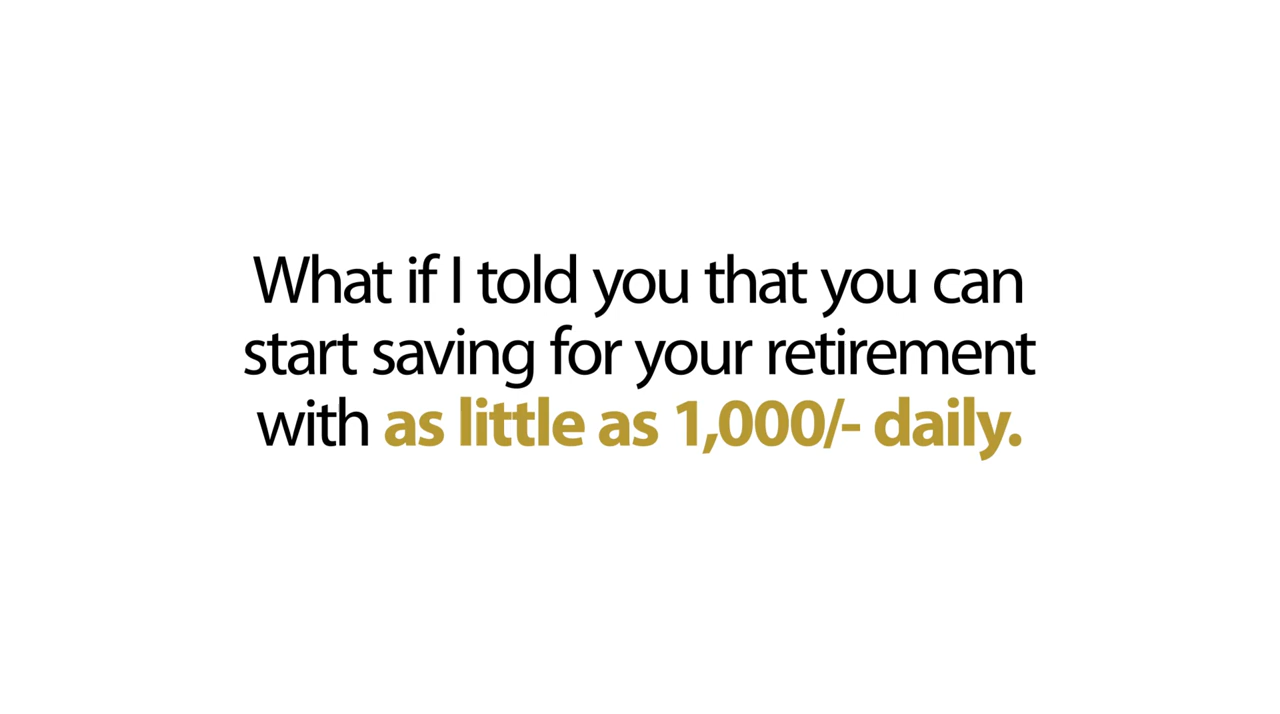 What if I told you that you can
start saving for your retirement
with as little as 1,000/- daily.